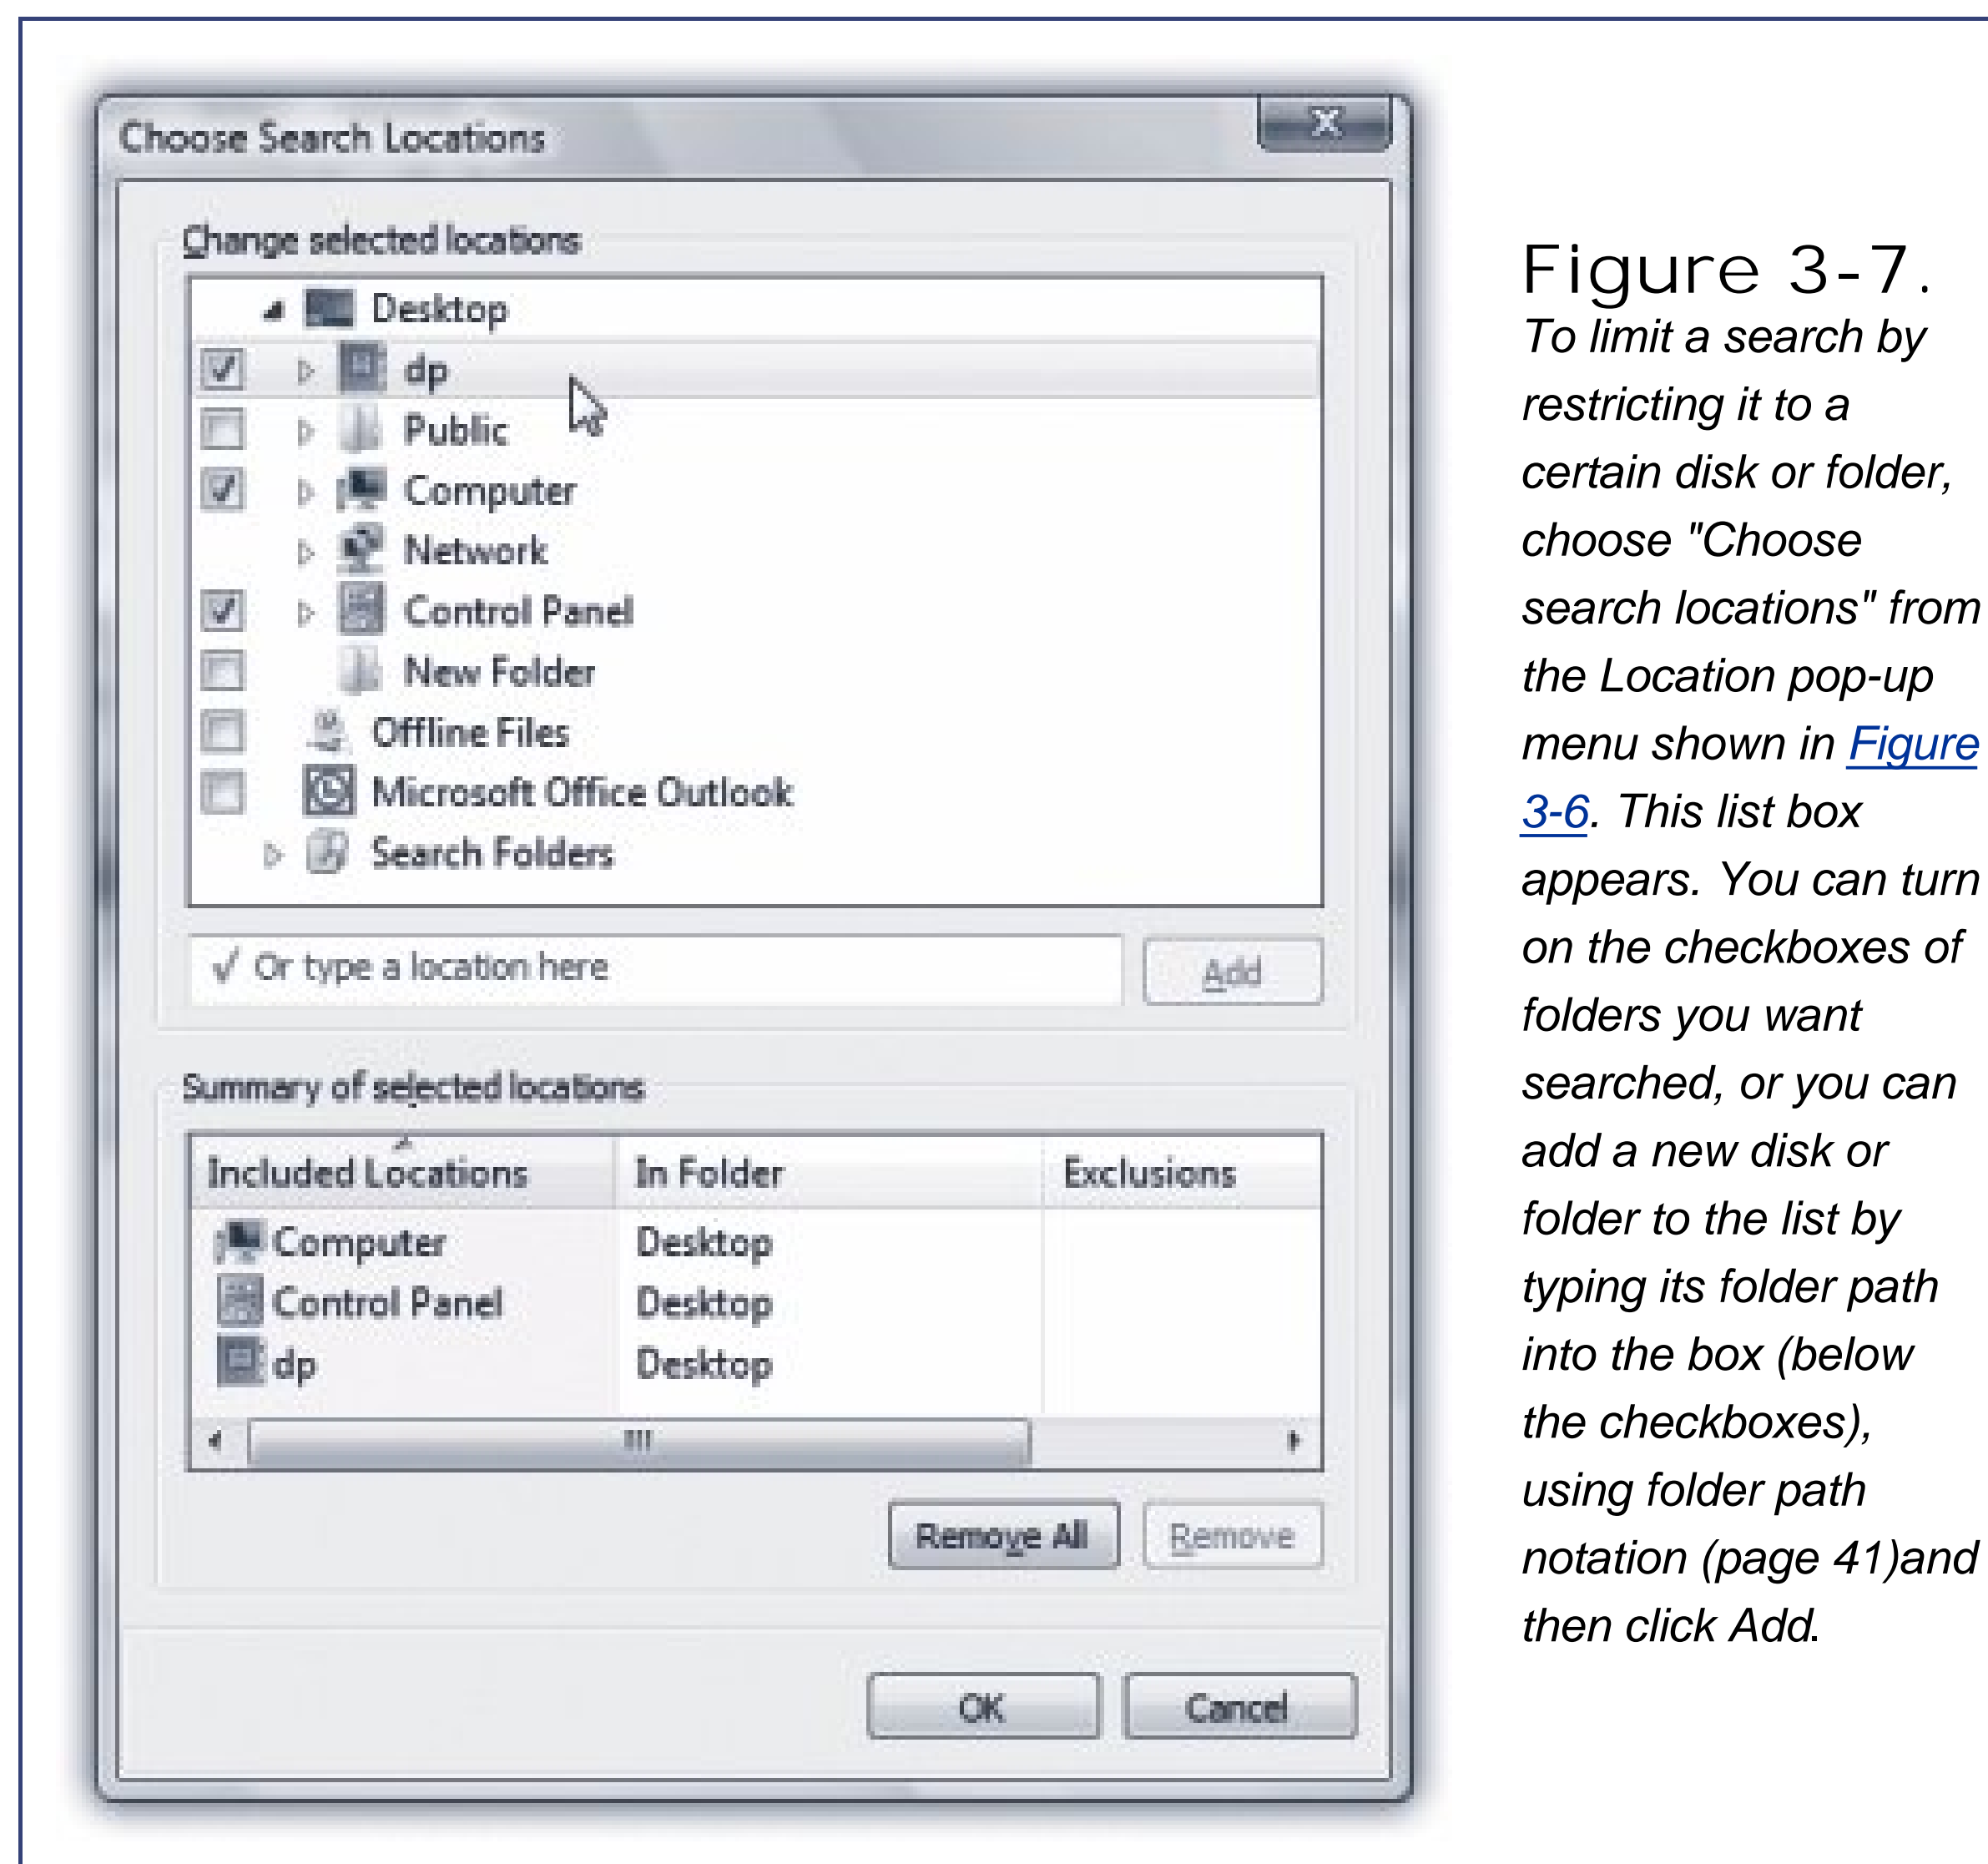 Choose Search Locations
Change selected locations
Desktop
dp
Public
Computer
Network
Control Panel
New Folder
Offline Files
Microsoft Office Outlook
Search Folders
√ Or type a location here
Add
Summary of selected locations
Included Locations In Folder Exclusions
Computer Desktop
Control Panel Desktop
dp Desktop
Remove All Remove
OK Cancel
Figure 3-7.
To limit a search by
restricting it to a
certain disk or folder,
choose "Choose
search locations" from
the Location pop-up
menu shown in Figure
3-6. This list box
appears. You can turn
on the checkboxes of
folders you want
searched, or you can
add a new disk or
folder to the list by
typing its folder path
into the box (below
the checkboxes),
using folder path
notation (page 41)and
then click Add.